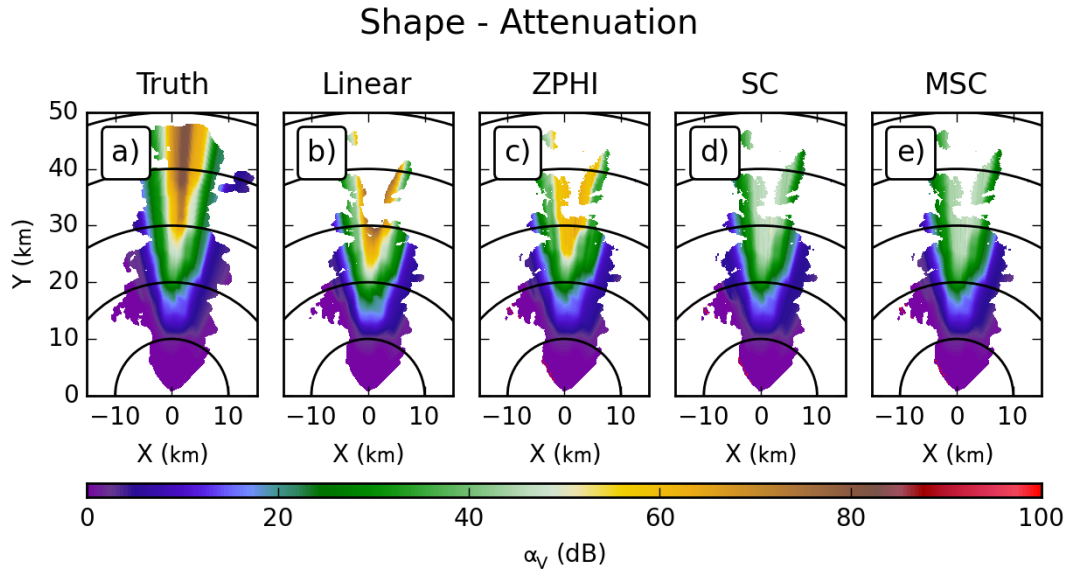 Shape - Attenuation
Truth Linear ZPHI SC MSC
50
a) b) c) d) e)
40
30
Y (km)
20
10
0
−10 0 10 −10 0 10 −10 0 10 −10 0 10 −10 0 10
X (km) X (km) X (km) X (km) X (km)
0 20 40 60 80 100
αV (dB)